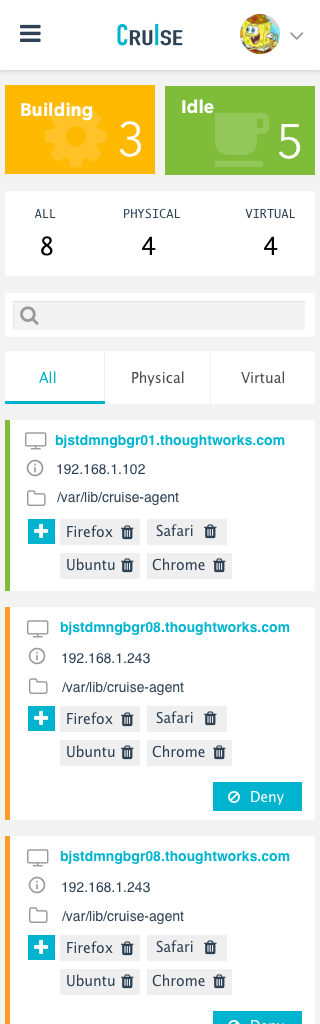 CruIse
Building
3
Idle
5
ALL PHYSICAL VIRTUAL
8 4 4
All Physical Virtual
bjstdmngbgr01.thoughtworks.com
192.168.1.102
/var/lib/cruise-agent
Firefox Safari
Ubuntu Chrome
bjstdmngbgr08.thoughtworks.com
192.168.1.243
/var/lib/cruise-agent
Firefox Safari
Ubuntu Chrome
Deny
bjstdmngbgr08.thoughtworks.com
192.168.1.243
/var/lib/cruise-agent
Firefox Safari
Ubuntu Chrome